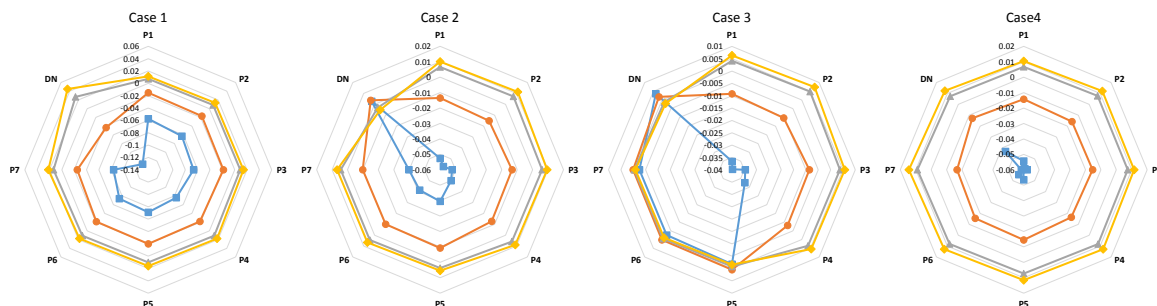 Case 1
P1
0.06
0.04
0.02
0
-0.02
-0.04
-0.06
-0.08
-0.1
-0.12
-0.14
P2
P3
P4
P5
P6
P7
DN
Case 2
P1
0.02
0.01
0
-0.01
-0.02
-0.03
-0.04
-0.05
-0.06
P2
P3
P4
P5
P6
P7
DN
Case 3
P1
0.01
0.005
0
-0.005
-0.01
-0.015
-0.02
-0.025
-0.03
-0.035
-0.04
P2
P3
P4
P5
P6
P7
DN
Case4
P1
0.02
0.01
0
-0.01
-0.02
-0.03
-0.04
-0.05
-0.06
P2
P
P4
P5
P6
P7
DN